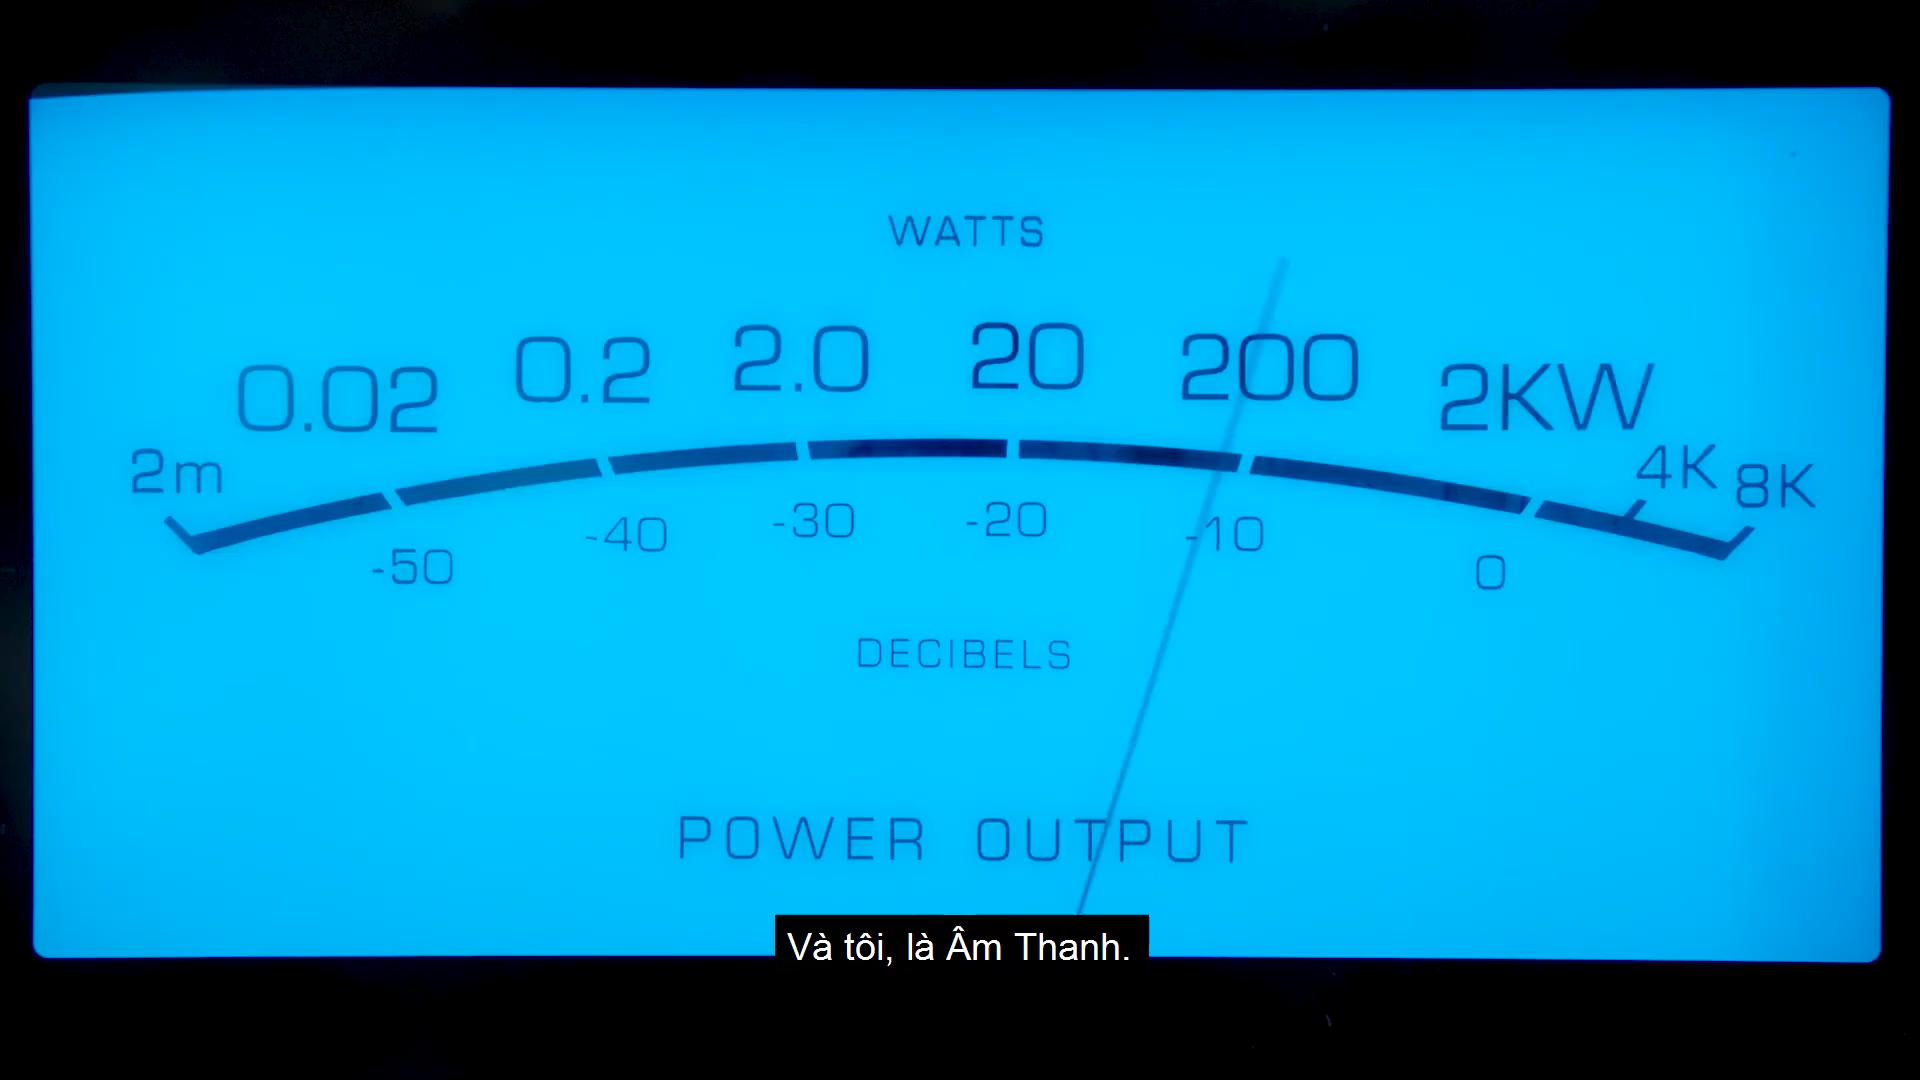 WATTS
0.02 0.2 2.0 20 200 2KW
2m 4K 8K
-50 -40 -30 -20 -10 0
DECIBELS
POWER OUTPUT
Và tôi, là Âm Thanh.